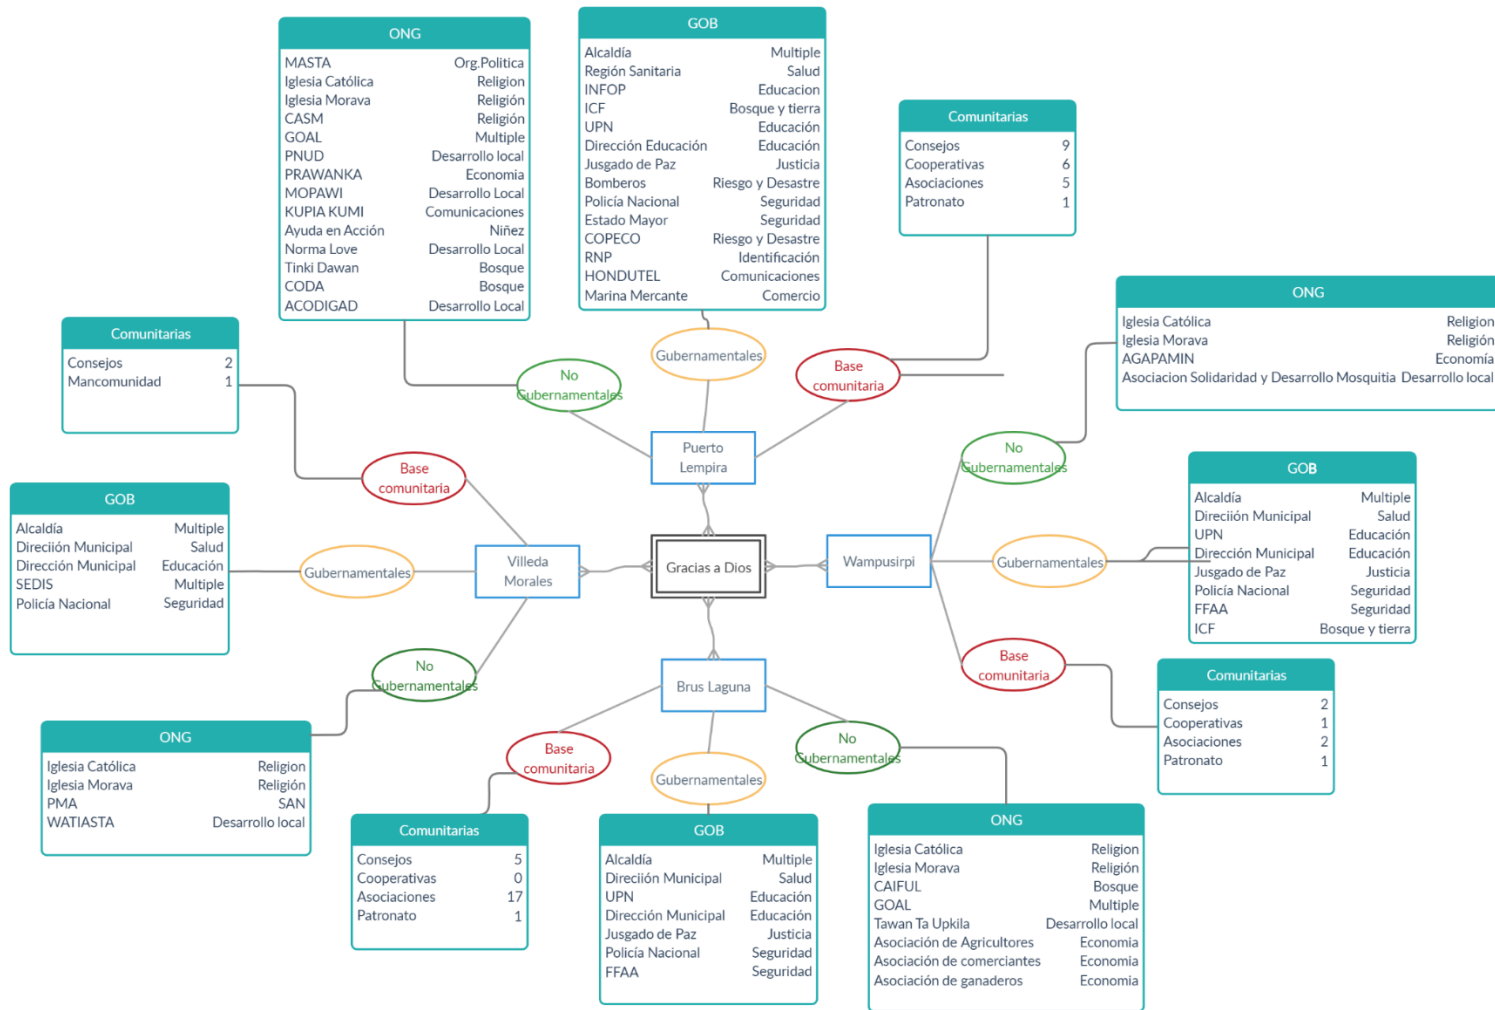 ONG
MASTA Org.Politica
Iglesia Católica Religion
Iglesia Morava Religión
CASM Religión
GOAL Multiple
PNUD Desarrollo local
PRAWANKA Economia
MOPAWI Desarrollo Local
KUPIA KUMI Comunicaciones
Ayuda en Acción Niñez
Norma Love Desarrollo Local
Tinki Dawan Bosque
CODA Bosque
ACODIGAD Desarrollo Local
GOB
Alcaldía Multiple
Región Sanitaria Salud
INFOP Educacion
ICF Bosque y tierra
UPN Educación
Dirección Educación Educación
Jusgado de Paz Justicia
Bomberos Riesgo y Desastre
Policía Nacional Seguridad
Estado Mayor Seguridad
COPECO Riesgo y Desastre
RNP Identificación
HONDUTEL Comunicaciones
Marina Mercante Comercio
Comunitarias
Consejos 9
Cooperativas 6
Asociaciones 5
Patronato 1
No
Gubernamentales
Gubernamentales
Base
comunitaria
Puerto
Lempira
ONG
Iglesia Católica Religion
Iglesia Morava Religión
AGAPAMIN Economía
Asociacion Solidaridad y Desarrollo Mosquitia Desarrollo local
Comunitarias
Consejos 2
Mancomunidad 1
Base
comunitaria
GOB
Alcaldía Multiple
Direciión Municipal Salud
Dirección Municipal Educación
SEDIS Multiple
Policía Nacional Seguridad
Gubernamentales
Villeda
Morales
Gracias a Dios
Wampusirpi
No
Gubernamentales
Gubernamentales
Base
comunitaria
GOB
Alcaldía Multiple
Direciión Municipal Salud
UPN Educación
Dirección Municipal Educación
Jusgado de Paz Justicia
Policía Nacional Seguridad
FFAA Seguridad
ICF Bosque y tierra
Comunitarias
Consejos 2
Cooperativas 1
Asociaciones 2
Patronato 1
No
Gubernamentales
ONG
Iglesia Católica Religion
Iglesia Morava Religión
PMA SAN
WATIASTA Desarrollo local
Brus Laguna
Base
comunitaria
Gubernamentales
No
Gubernamentales
Comunitarias
Consejos 5
Cooperativas 0
Asociaciones 17
Patronato 1
GOB
Alcaldía Multiple
Direciión Municipal Salud
UPN Educación
Dirección Municipal Educación
Jusgado de Paz Justicia
Policía Nacional Seguridad
FFAA Seguridad
ONG
Iglesia Católica Religion
Iglesia Morava Religión
CAIFUL Bosque
GOAL Multiple
Tawan Ta Upkila Desarrollo local
Asociación de Agricultores Economia
Asociación de comerciantes Economia
Asociación de ganaderos Economia